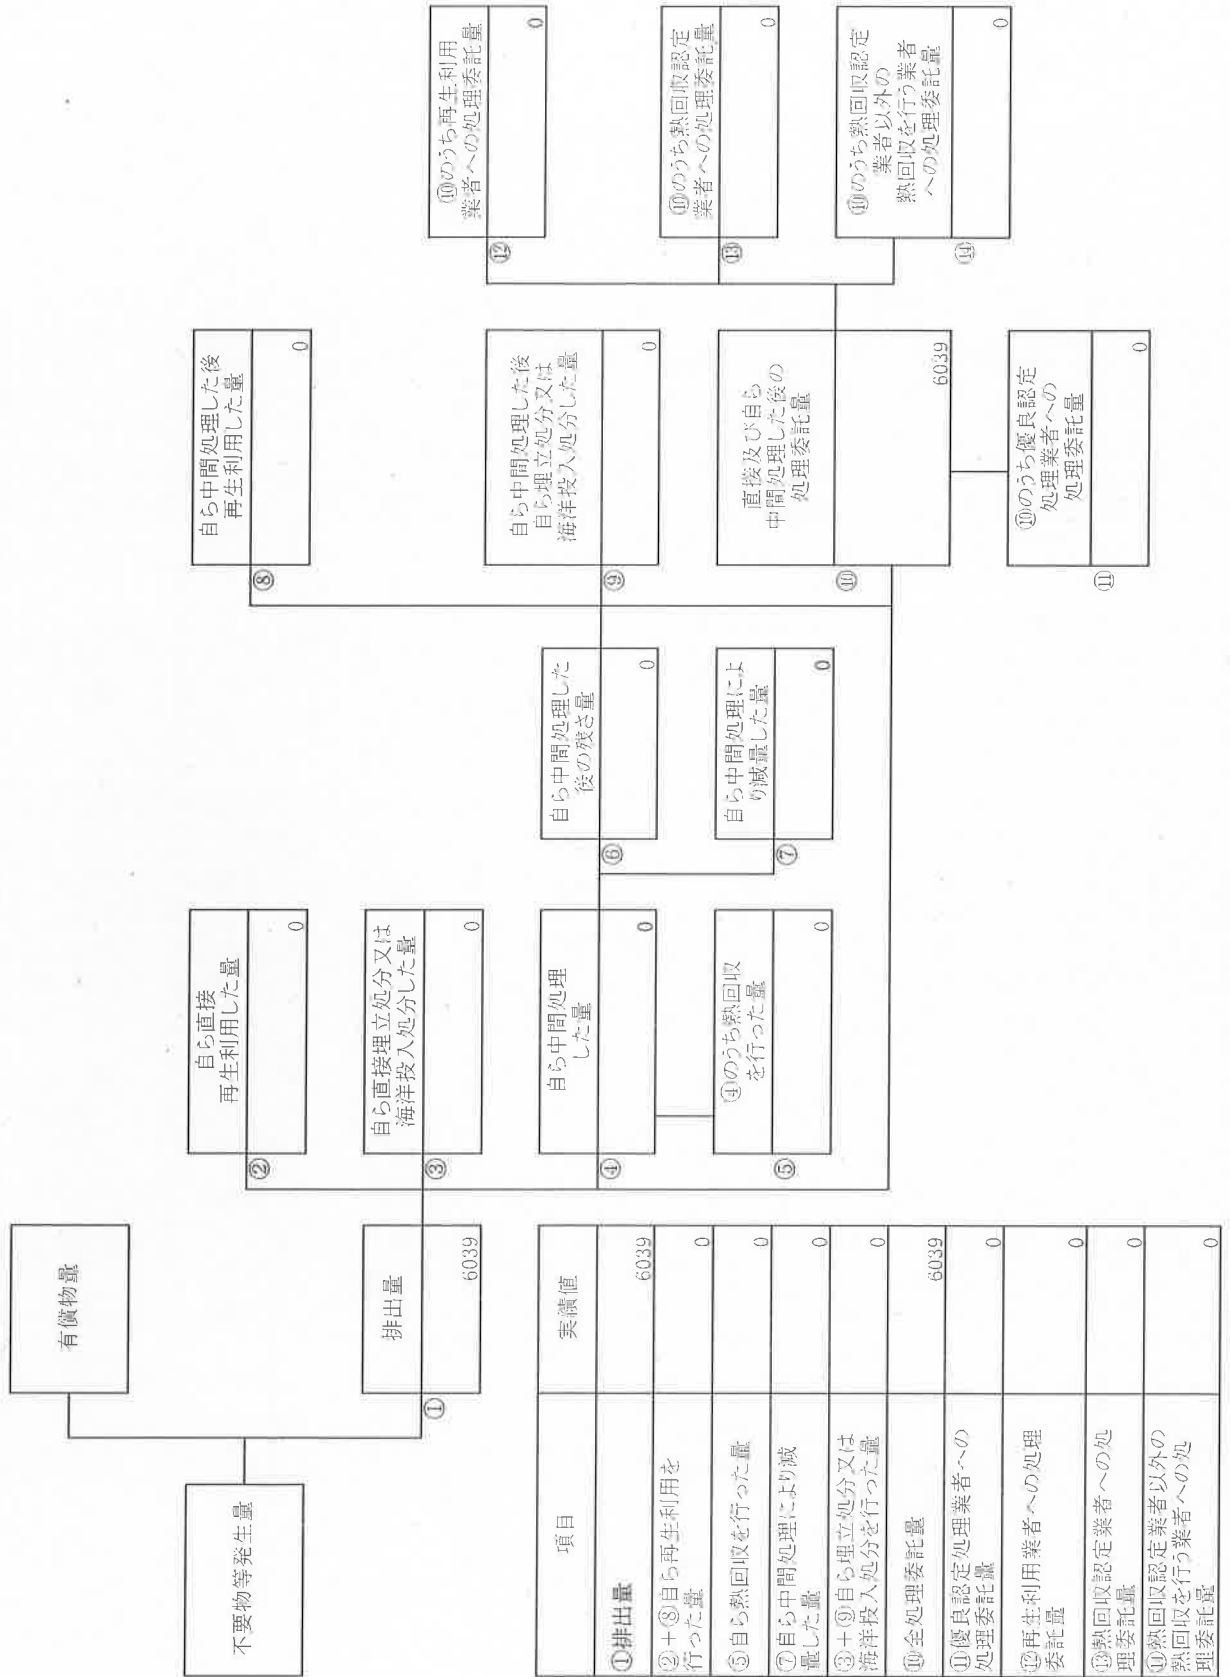 不要物等発生量
有償物量
①
排出量
6039
②
自ら直接
再生利用した量
0
③
自ら直接埋立処分又は
海洋投入処分した量
0
④
自ら中間処理
した量
0
⑤
④のうち熱回収
を行った量
0
⑥
自ら中間処理した
後の残さ量
0
⑦
自ら中間処理によ
り減量した量
0
⑧
自ら中間処理した後
再生利用した量
0
⑨
自ら中間処理した後
自ら埋立処分又は
海洋投入処分した量
0
⑩
直接及び自ら
中間処理した後の
処理委託量
6039
⑪
⑩のうち優良認定
処理業者への
処理委託量
0
⑫
⑩のうち再生利用
業者への処理委託量
0
⑬
⑩のうち熱回収認定
業者への処理委託量
0
⑭
⑩のうち熱回収認定
業者以外の
熱回収を行う業者
への処理委託量
0
項目 実績値
①排出量 6039
②+⑧自ら再生利用を
行った量 0
⑤自ら熱回収を行った量 0
⑦自ら中間処理により減
量した量 0
③+⑨自ら埋立処分又は
海洋投入処分を行った量 0
⑩全処理委託量 6039
⑪優良認定処理業者への
処理委託量 0
⑫再生利用業者への処理
委託量 0
⑬熱回収認定業者への処
理委託量 0
熱回収認定業者以外の
熱回収を行う業者への処
理委託量 0